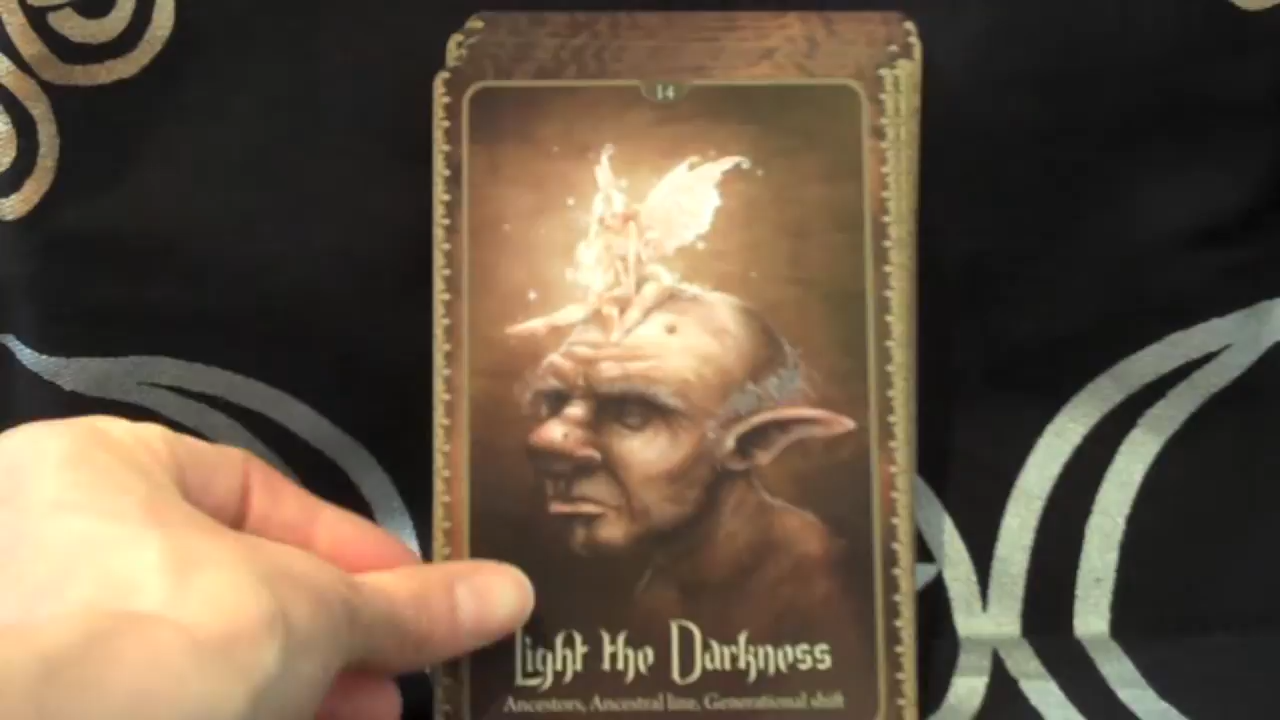 14
Light the Darkness
Ancestors, Ancestral line, Generational shift